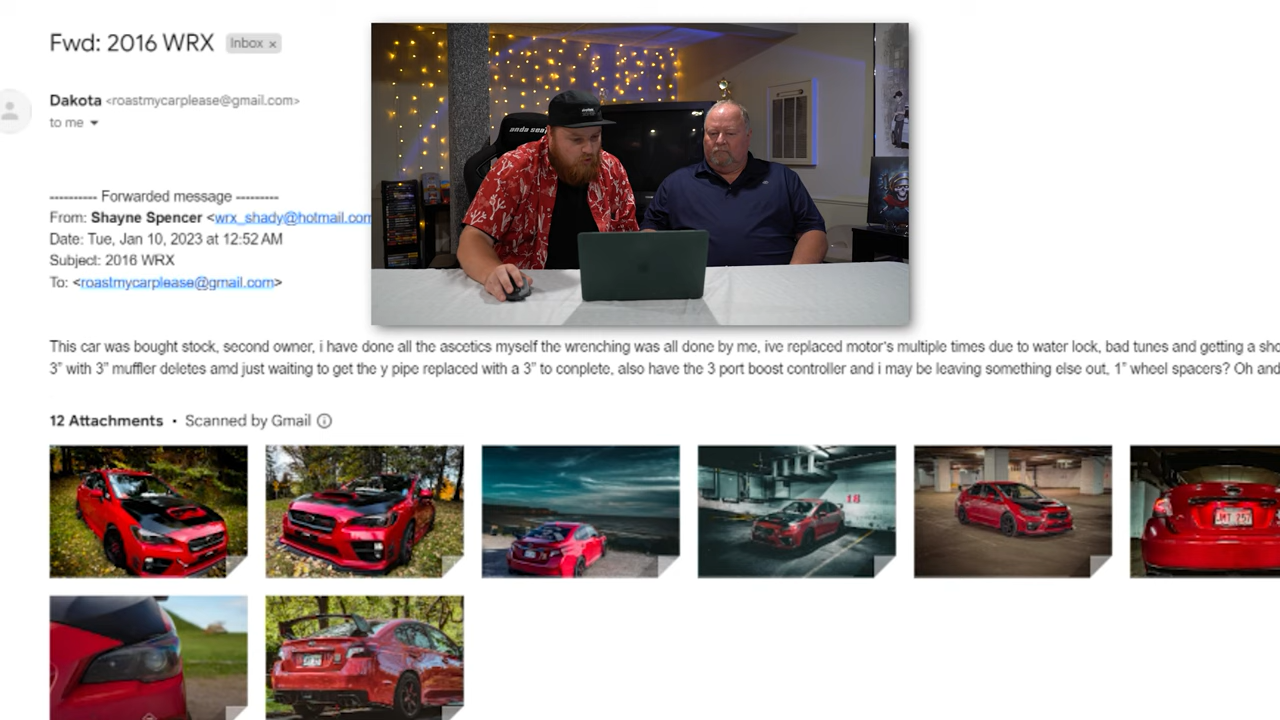 Fwd: 2016 WRX Inbox x
Dakota <roastmycarplease@gmail.com>
to me
---------- Forwarded message ---------
From: Shayne Spencer <wrx_shady@hotmail.com
Date: Tue, Jan 10, 2023 at 12:52 AM
Subject: 2016 WRX
To: <roastmycarplease@gmail.com>
anda sea
This car was bought stock, second owner, i have done all the ascetics myself the wrenching was all done by me, ive replaced motor's multiple times due to water lock, bad tunes and getting a sho
3” with 3” muffler deletes amd just waiting to get the y pipe replaced with a 3” to conplete, also have the 3 port boost controller and i may be leaving something else out, 1” wheel spacers? Oh and
12 Attachments • Scanned by Gmail
18
JMT 257